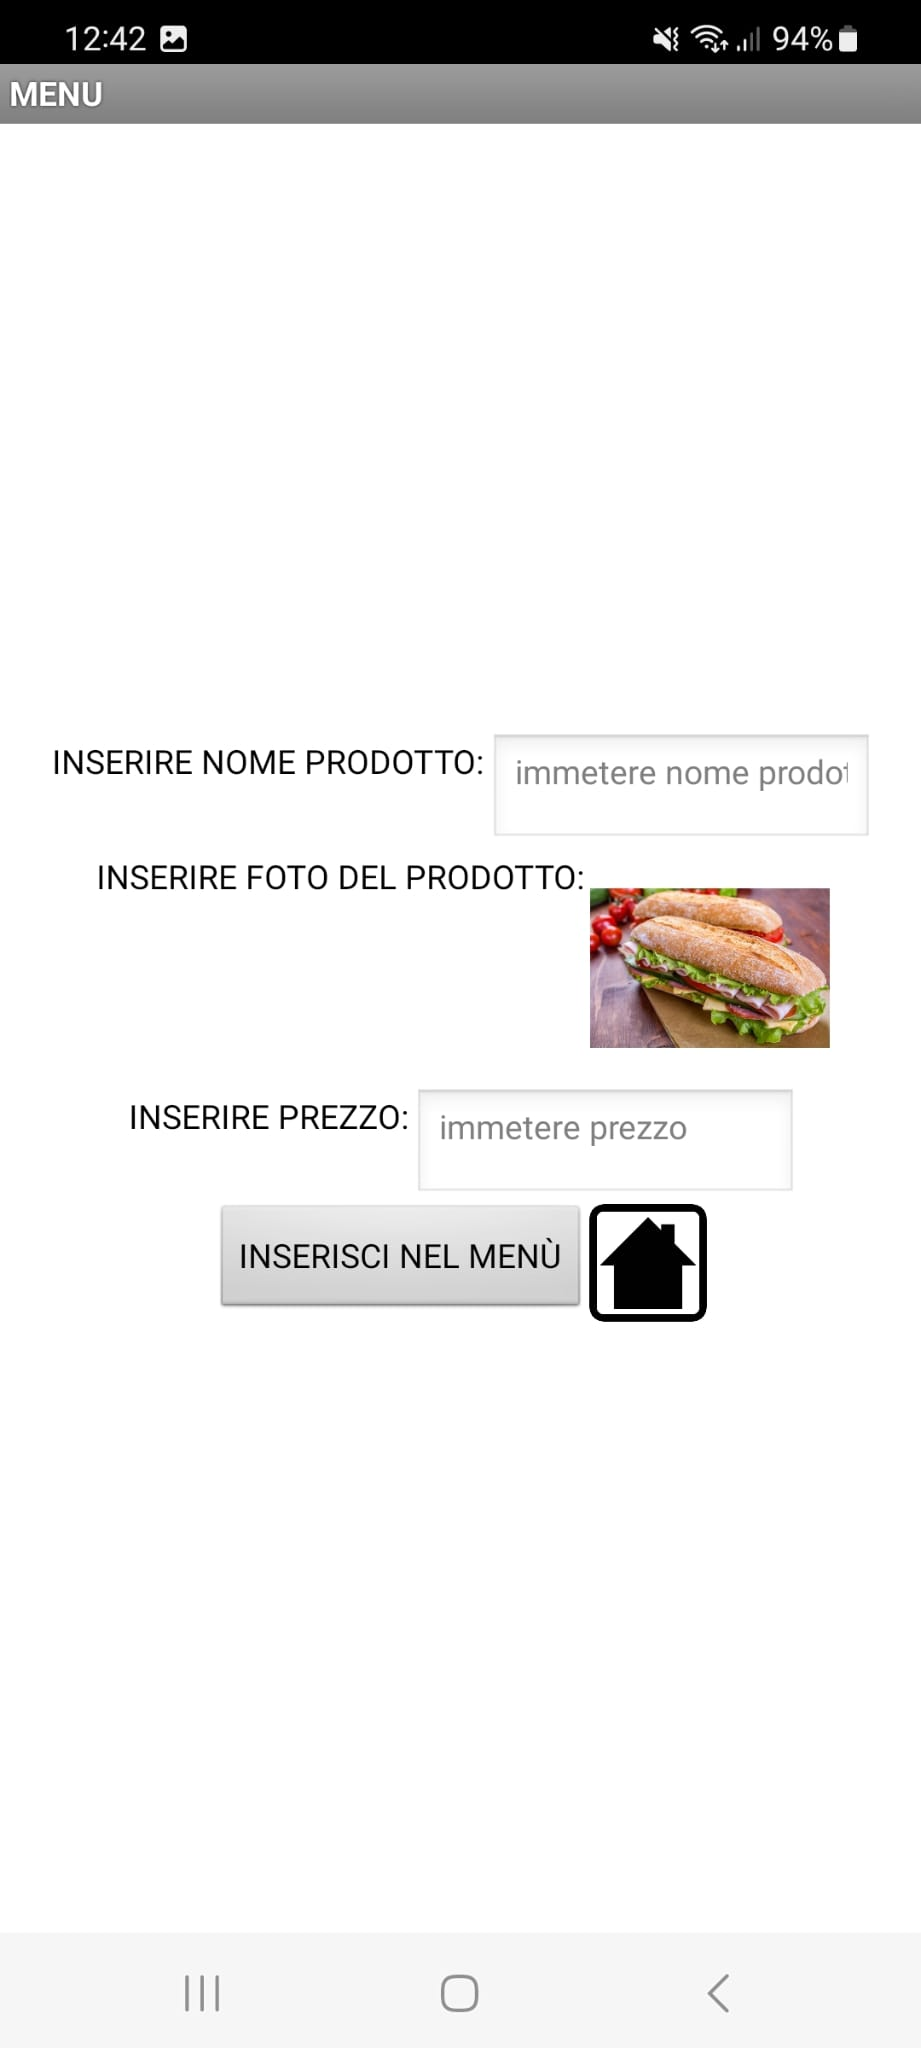 12:42 94%
MENU
INSERIRE NOME PRODOTTO: immetere nome prodot
INSERIRE FOTO DEL PRODOTTO:
INSERIRE PREZZO: immetere prezzo
INSERISCI NEL MENÙ